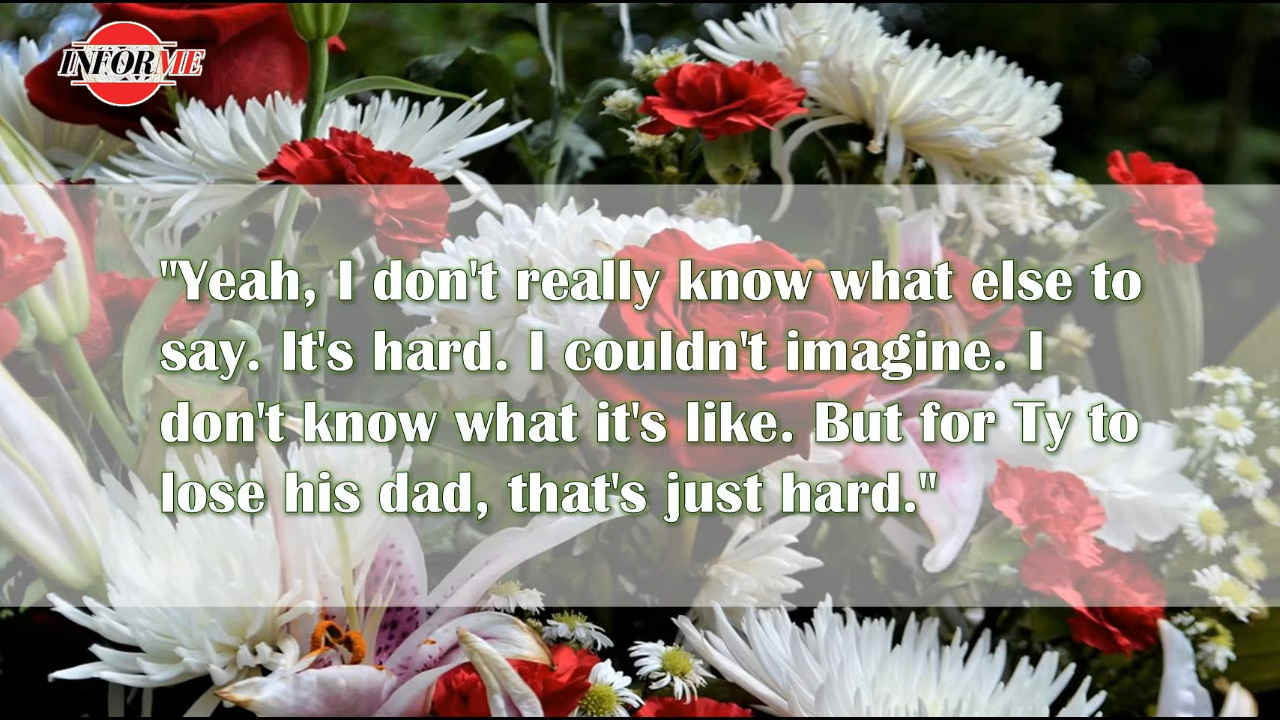 INFORME
"Yeah, I don't really know what else to
say. It's hard. I couldn't imagine. I
don't know what it's like. But for Ty to
lose his dad, that's just hard."